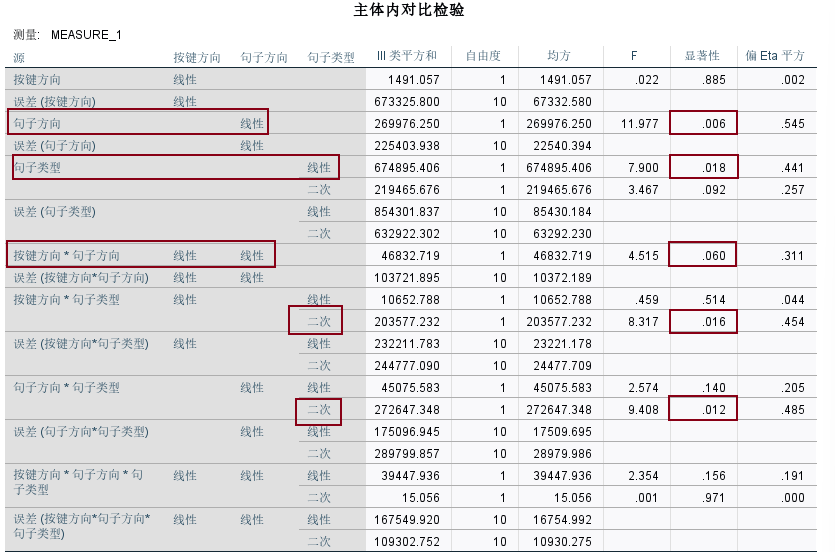 主体内对比检验
测量: MEASURE_1
源 按键方向 句子方向 句子类型 III 类平方和 自由度 均方 F 显著性 偏 Eta 平方
按键方向 线性 1491.057 1 1491.057 .022 .885 .002
误差 (按键方向) 线性 673325.800 10 67332.580
句子方向 线性 269976.250 1 269976.250 11.977 .006 .545
误差 (句子方向) 线性 225403.938 10 22540.394
句子类型 线性 674895.406 1 674895.406 7.900 .018 .441
二次 219465.676 1 219465.676 3.467 .092 .257
误差 (句子类型) 线性 854301.837 10 85430.184
二次 632922.302 10 63292.230
按键方向 * 句子方向 线性 线性 46832.719 1 46832.719 4.515 .060 .311
误差 (按键方向*句子方向) 线性 线性 103721.895 10 10372.189
按键方向 * 句子类型 线性 线性 10652.788 1 10652.788 .459 .514 .044
二次 203577.232 1 203577.232 8.317 .016 .454
误差 (按键方向*句子类型) 线性 线性 232211.783 10 23221.178
二次 244777.090 10 24477.709
句子方向 * 句子类型 线性 线性 45075.583 1 45075.583 2.574 .140 .205
二次 272647.348 1 272647.348 9.408 .012 .485
误差 (句子方向*句子类型) 线性 线性 175096.945 10 17509.695
二次 289799.857 10 28979.986
按键方向 * 句子方向 * 句 线性 线性 线性 39447.936 1 39447.936 2.354 .156 .191
子类型 二次 15.056 1 15.056 .001 .971 .000
误差 (按键方向*句子方向* 线性 线性 线性 167549.920 10 16754.992
句子类型) 二次 109302.752 10 10930.275